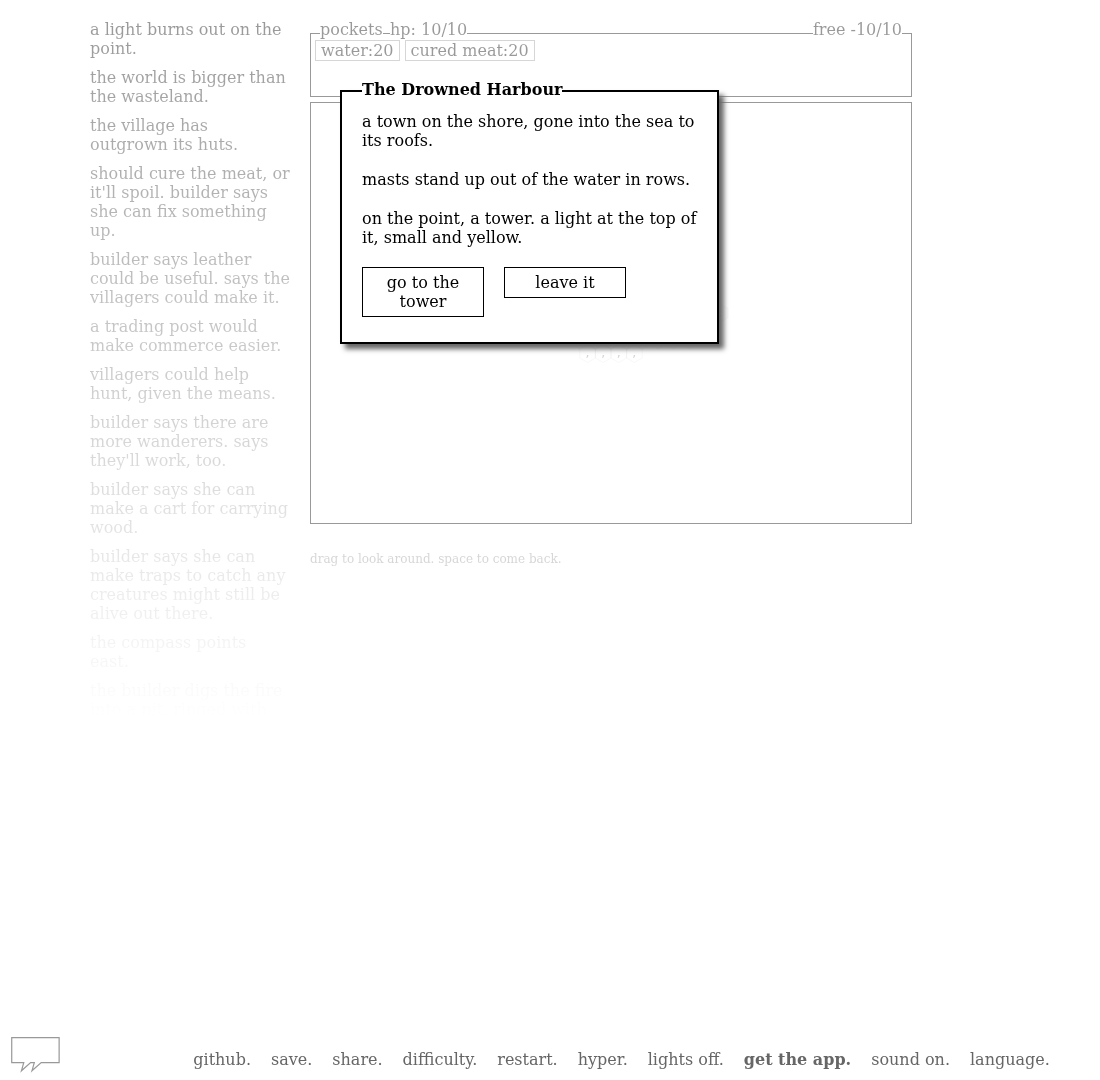 a light burns out on the
point.
the world is bigger than
the wasteland.
the village has
outgrown its huts.
should cure the meat, or
it'll spoil. builder says
she can fix something
up.
builder says leather
could be useful. says the
villagers could make it.
a trading post would
make commerce easier.
villagers could help
hunt, given the means.
builder says there are
more wanderers. says
they'll work, too.
builder says she can
make a cart for carrying
wood.
builder says she can
make traps to catch any
creatures might still be
alive out there.
the compass points
east.
pockets hp: 10/10 free -10/10
water:20 cured meat:20
The Drowned Harbour
a town on the shore, gone into the sea to
its roofs.
masts stand up out of the water in rows.
on the point, a tower. a light at the top of
it, small and yellow.
go to the
tower
leave it
drag to look around. space to come back.
github. save. share. difficulty. restart. hyper. lights off. get the app. sound on. language.